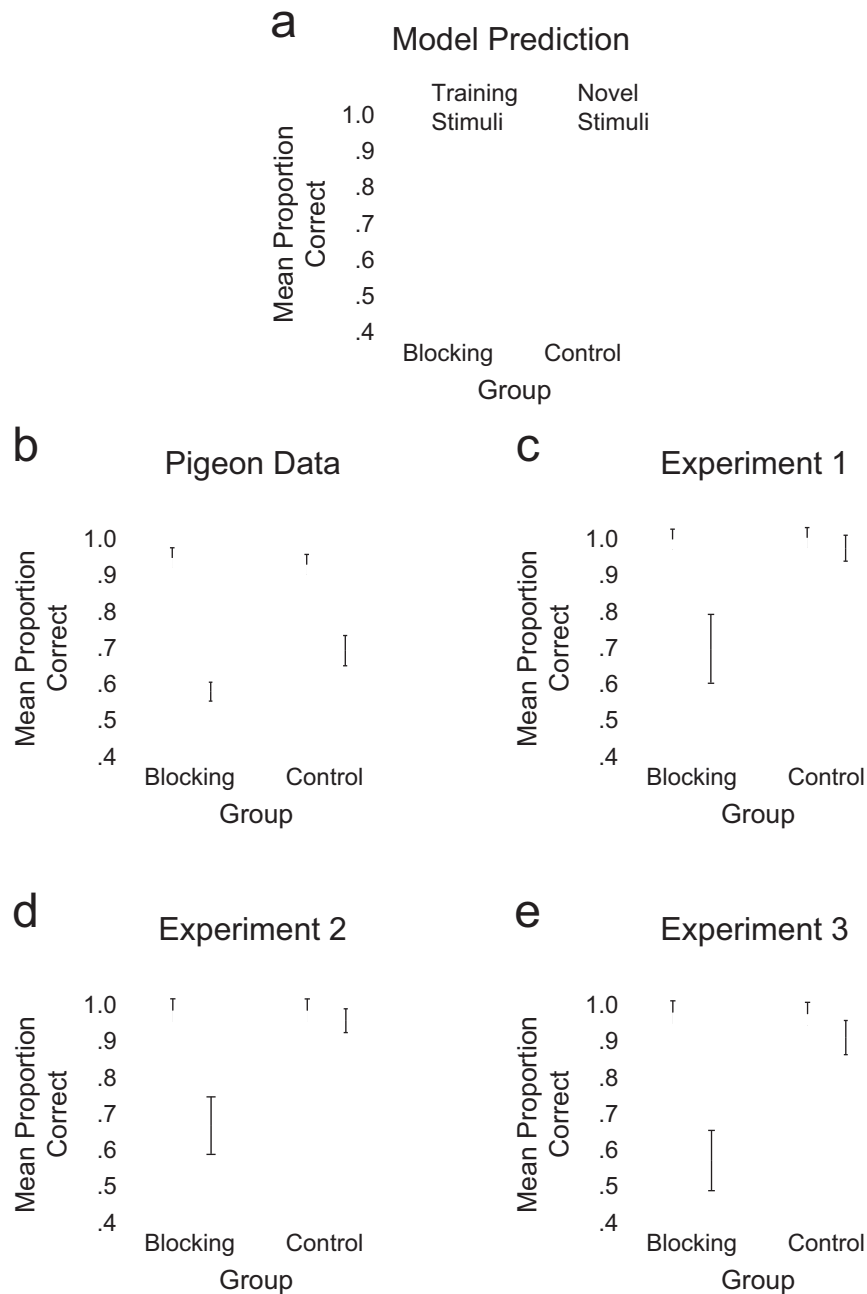 a
Model Prediction
Training
Stimuli
Novel
Stimuli
Mean Proportion
Correct
1.0
.9
.8
.7
.6
.5
.4
Blocking
Control
Group
b
Pigeon Data
Mean Proportion
Correct
1.0
.9
.8
.7
.6
.5
.4
Blocking
Control
Group
c
Experiment 1
Mean Proportion
Correct
1.0
.9
.8
.7
.6
.5
.4
Blocking
Control
Group
d
Experiment 2
Mean Proportion
Correct
1.0
.9
.8
.7
.6
.5
.4
Blocking
Control
Group
e
Experiment 3
Mean Proportion
Correct
1.0
.9
.8
.7
.6
.5
.4
Blocking
Control
Group